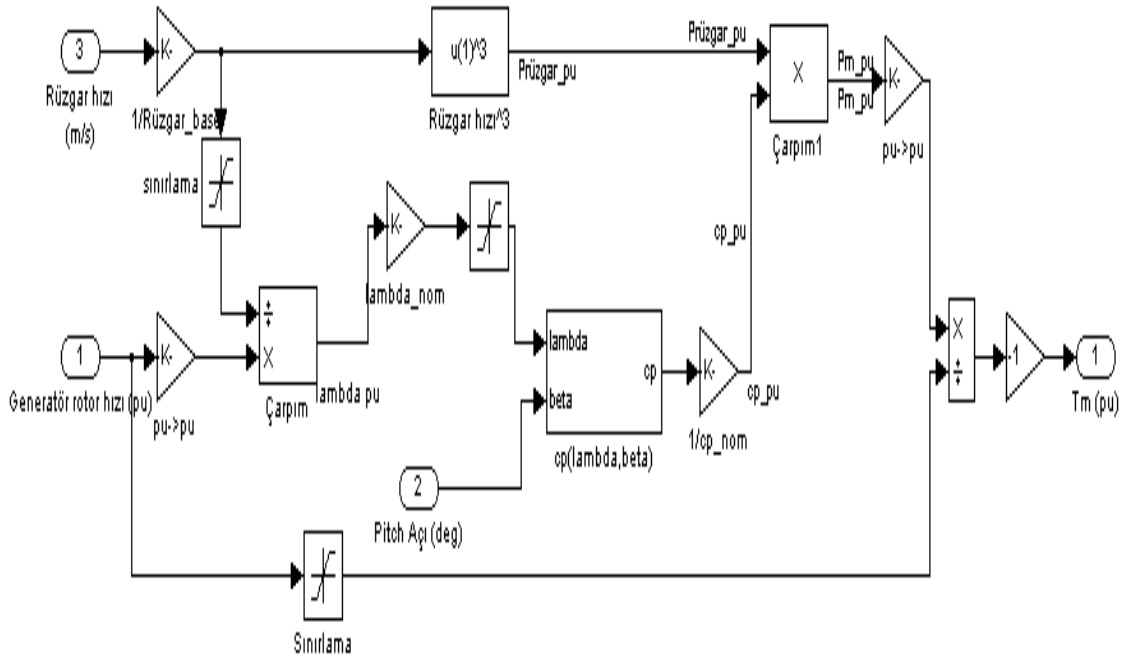 3
K-
u(1)^3
Rüzgar hızı
(m/s)
1/Rüzgar_base
Prüzgar_pu
Rüzgar hızı^3
Prüzgar_pu
X
Çarpım1
Pm_pu
Pm_pu
K-
pu->pu
sınırlama
K-
lambda_nom
cp_pu
1
Generatör rotor hızı (pu)
K-
pu->pu
÷
X
Çarpım
lambda pu
lambda
beta
cp
cp(lambda,beta)
K-
1/cp_nom
cp_pu
X
÷
-1
1
Tm (pu)
2
Pitch Açı (deg)
Sınırlama